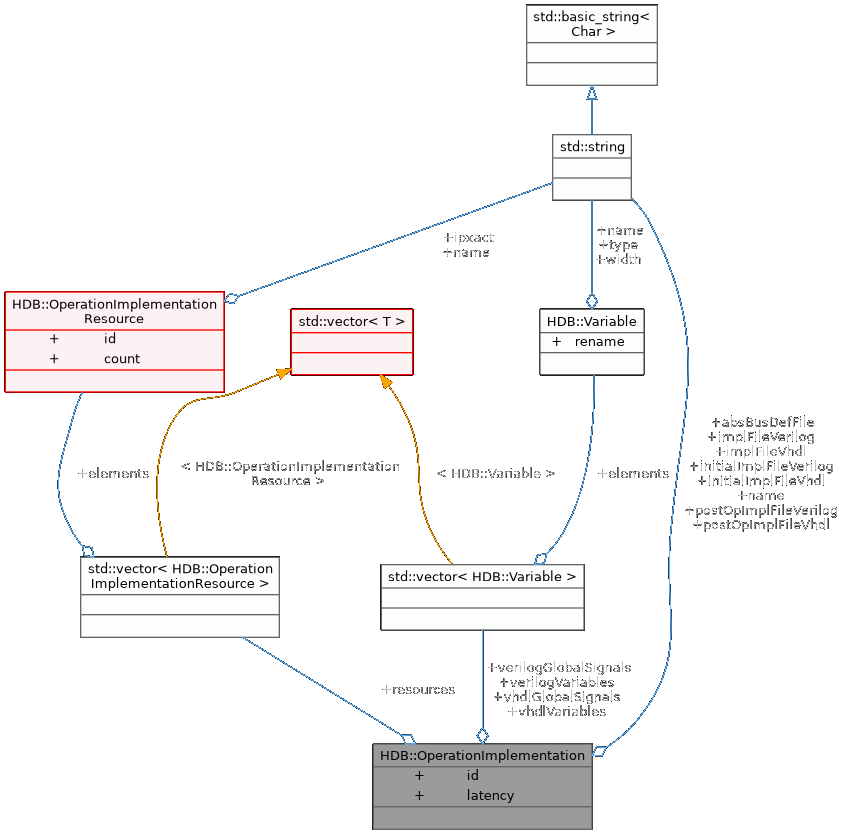 std::basic_string<
Char >
std::string
+ipxact
+name
+name
+type
+width
HDB::OperationImplementation
Resource
+ id
+ count
std::vector< T >
HDB::Variable
+ rename
+absBusDefFile
+implFileVerilog
+implFileVhdl
+initialImplFileVerilog
+initialImplFileVhdl
+name
+postOpImplFileVerilog
+postOpImplFileVhdl
+elements
< HDB::OperationImplementation
Resource >
< HDB::Variable >
+elements
std::vector< HDB::Operation
ImplementationResource >
std::vector< HDB::Variable >
+resources
+verilogGlobalSignals
+verilogVariables
+vhdlGlobalSignals
+vhdlVariables
HDB::OperationImplementation
+ id
+ latency